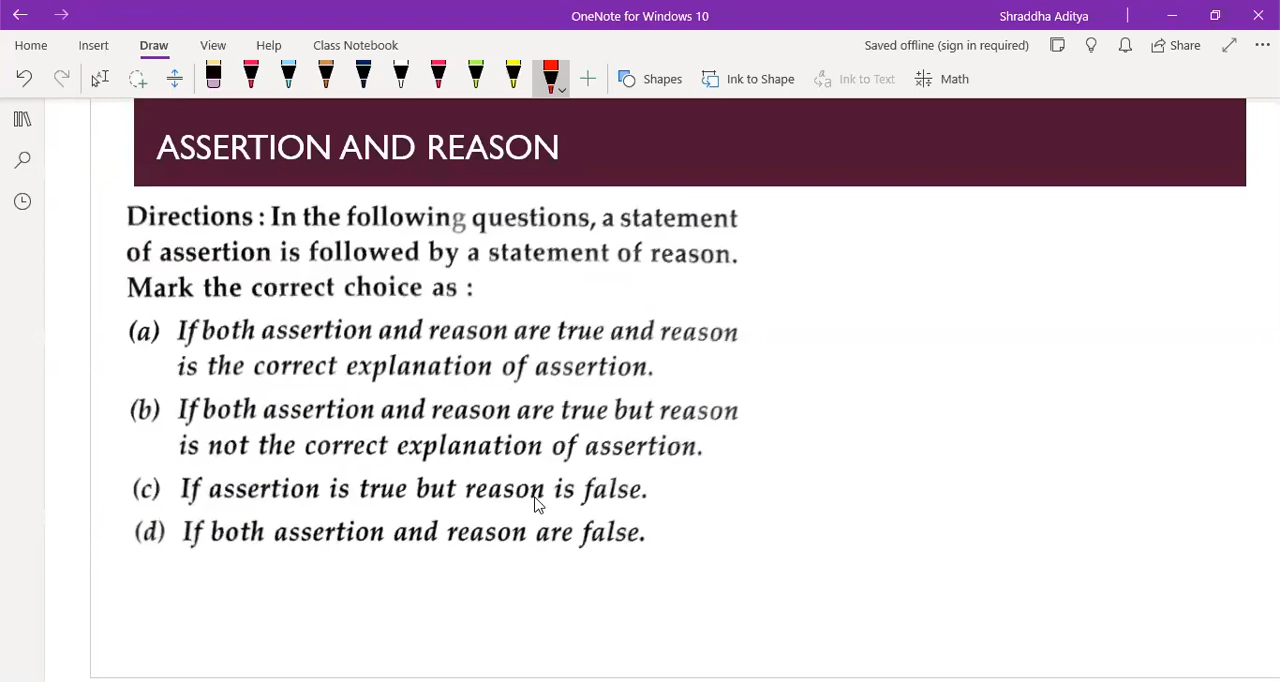 OneNote for Windows 10
Shraddha Aditya
Home Insert Draw View Help Class Notebook
Saved offline (sign in required) Share
Shapes Ink to Shape Ink to Text Math
ASSERTION AND REASON
Directions : In the following questions, a statement
of assertion is followed by a statement of reason.
Mark the correct choice as :
(a) If both assertion and reason are true and reason
is the correct explanation of assertion.
(b) If both assertion and reason are true but reason
is not the correct explanation of assertion.
(c) If assertion is true but reason is false.
(d) If both assertion and reason are false.